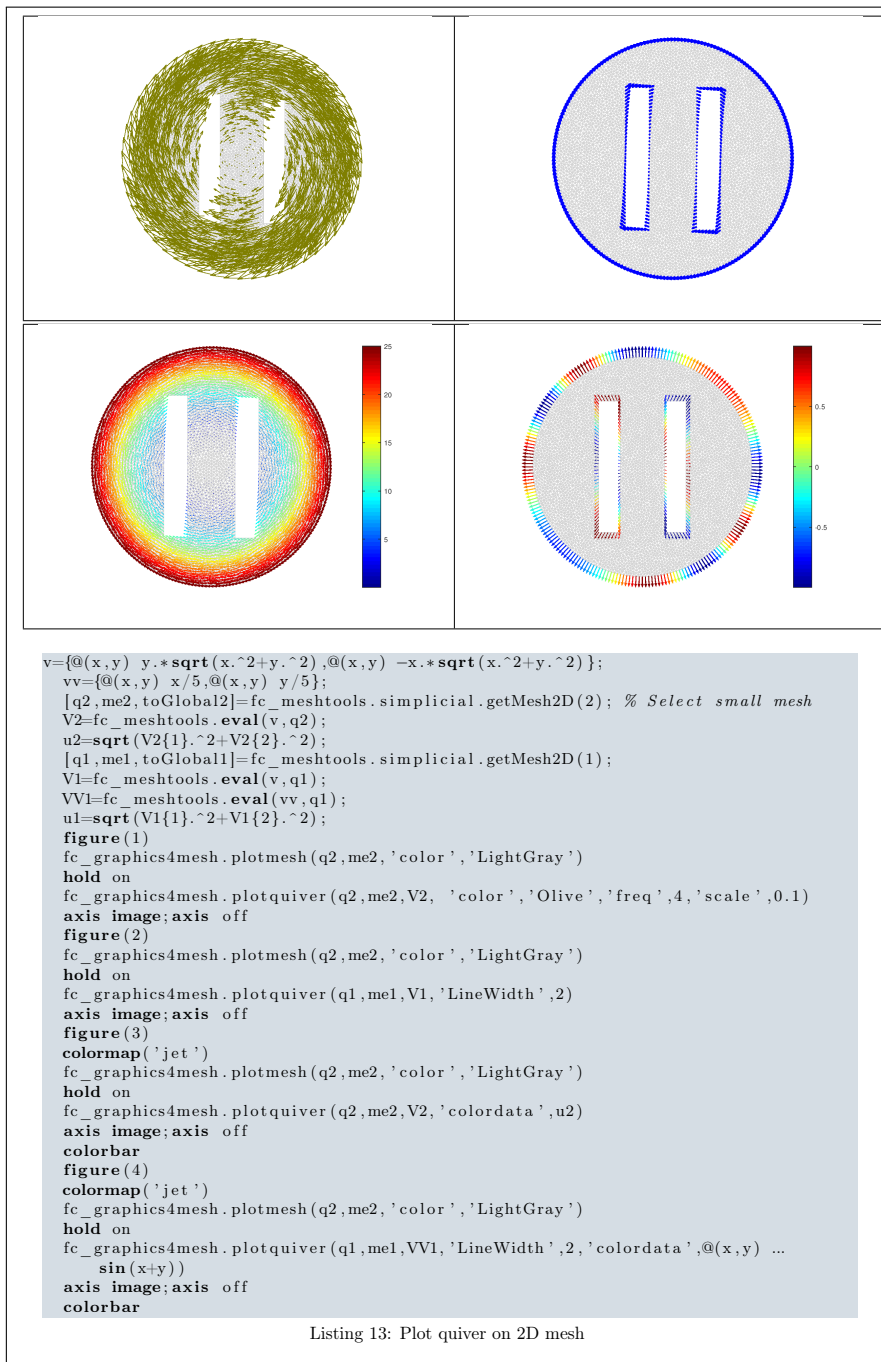 25
20
15
10
5
0.5
0
-0.5
v={@(x,y) y.*sqrt(x.^2+y.^2),@(x,y) -x.*sqrt(x.^2+y.^2)};
vv={@(x,y) x/5,@(x,y) y/5};
[q2,me2,toGlobal2]=fc_meshtools.simplicial.getMesh2D(2); % Select small mesh
V2=fc_meshtools.eval(v,q2);
u2=sqrt(V2{1}.^2+V2{2}.^2);
[q1,me1,toGlobal1]=fc_meshtools.simplicial.getMesh2D(1);
V1=fc_meshtools.eval(v,q1);
VV1=fc_meshtools.eval(vv,q1);
u1=sqrt(V1{1}.^2+V1{2}.^2);
figure(1)
fc_graphics4mesh.plotmesh(q2,me2,'color','LightGray')
hold on
fc_graphics4mesh.plotquiver(q2,me2,V2, 'color','Olive','freq',4,'scale',0.1)
axis image;axis off
figure(2)
fc_graphics4mesh.plotmesh(q2,me2,'color','LightGray')
hold on
fc_graphics4mesh.plotquiver(q1,me1,V1,'LineWidth',2)
axis image;axis off
figure(3)
colormap('jet')
fc_graphics4mesh.plotmesh(q2,me2,'color','LightGray')
hold on
fc_graphics4mesh.plotquiver(q2,me2,V2,'colordata',u2)
axis image;axis off
colorbar
figure(4)
colormap('jet')
fc_graphics4mesh.plotmesh(q2,me2,'color','LightGray')
hold on
fc_graphics4mesh.plotquiver(q1,me1,VV1,'LineWidth',2,'colordata',@(x,y) ...
sin(x+y))
axis image;axis off
colorbar
Listing 13: Plot quiver on 2D mesh